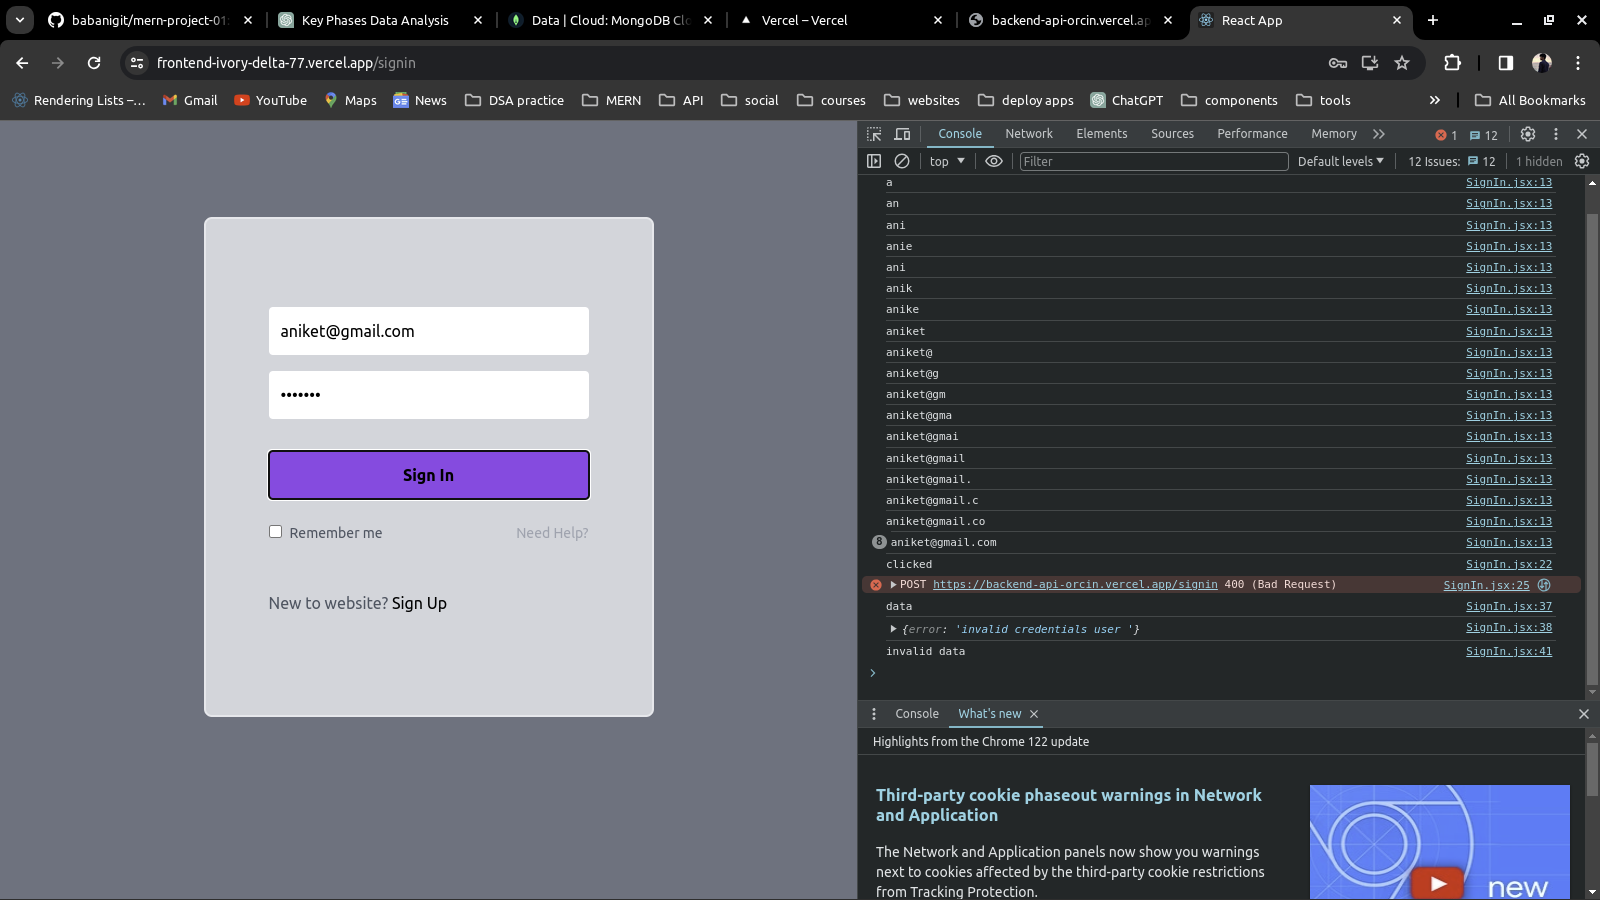 babanigit/mern-project-01:
Key Phases Data Analysis
Data | Cloud: MongoDB Clo
Vercel – Vercel
backend-api-orcin.vercel.ap
React App
frontend-ivory-delta-77.vercel.app/signin
Rendering Lists –...
Gmail
YouTube
Maps
News
DSA practice
MERN
API
social
courses
websites
deploy apps
ChatGPT
components
tools
All Bookmarks
aniket@gmail.com
•••••••
Sign In
Remember me
Need Help?
New to website? Sign Up
Console Network Elements Sources Performance Memory
1
12
top
Filter
Default levels
12 Issues: 12
1 hidden
a SignIn.jsx:13
an SignIn.jsx:13
ani SignIn.jsx:13
anie SignIn.jsx:13
ani SignIn.jsx:13
anik SignIn.jsx:13
anike SignIn.jsx:13
aniket SignIn.jsx:13
aniket@ SignIn.jsx:13
aniket@g SignIn.jsx:13
aniket@gm SignIn.jsx:13
aniket@gma SignIn.jsx:13
aniket@gmai SignIn.jsx:13
aniket@gmail SignIn.jsx:13
aniket@gmail. SignIn.jsx:13
aniket@gmail.c SignIn.jsx:13
aniket@gmail.co SignIn.jsx:13
8 aniket@gmail.com SignIn.jsx:13
clicked SignIn.jsx:22
POST https://backend-api-orcin.vercel.app/signin 400 (Bad Request) SignIn.jsx:25
data SignIn.jsx:37
{error: 'invalid credentials user '} SignIn.jsx:38
invalid data SignIn.jsx:41
Console What's new
Highlights from the Chrome 122 update
Third-party cookie phaseout warnings in Network
and Application
The Network and Application panels now show you warnings
next to cookies affected by the third-party cookie restrictions
from Tracking Protection.
new